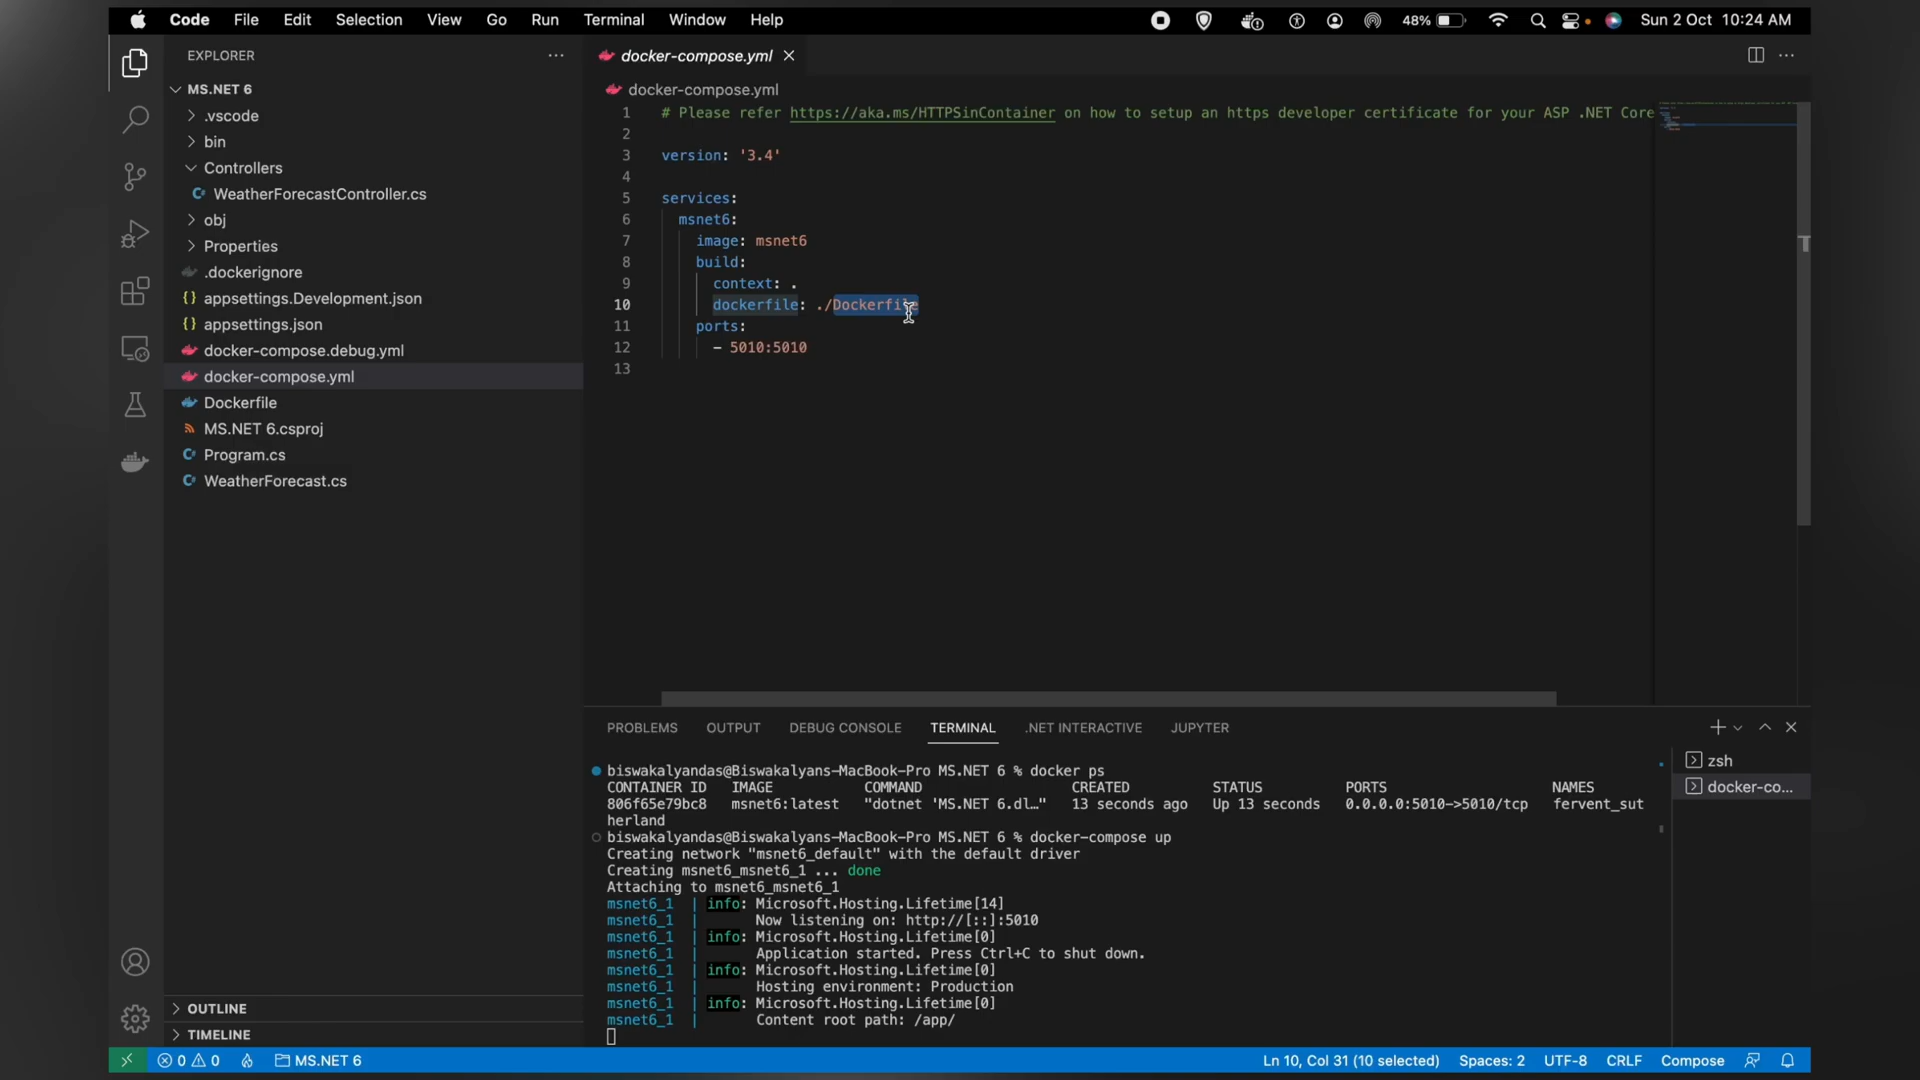 Code File Edit Selection View Go Run Terminal Window Help 48% Sun 2 Oct 10:24 AM
EXPLORER
MS.NET 6
.vscode
bin
Controllers
WeatherForecastController.cs
obj
Properties
.dockerignore
appsettings.Development.json
appsettings.json
docker-compose.debug.yml
docker-compose.yml
Dockerfile
MS.NET 6.csproj
Program.cs
WeatherForecast.cs
OUTLINE
TIMELINE
docker-compose.yml
docker-compose.yml
1 # Please refer https://aka.ms/HTTPSinContainer on how to setup an https developer certificate for your ASP .NET Core
2
3 version: '3.4'
4
5 services:
6 msnet6:
7 image: msnet6
8 build:
9 context: .
10 dockerfile: ./Dockerfile
11 ports:
12 - 5010:5010
13
PROBLEMS OUTPUT DEBUG CONSOLE TERMINAL .NET INTERACTIVE JUPYTER
zsh
docker-co...
biswakalyandas@Biswakalyans-MacBook-Pro MS.NET 6 % docker ps
CONTAINER ID IMAGE COMMAND CREATED STATUS PORTS NAMES
806f65e79bc8 msnet6:latest "dotnet 'MS.NET 6.dl…" 13 seconds ago Up 13 seconds 0.0.0.0:5010->5010/tcp fervent_sut
herland
biswakalyandas@Biswakalyans-MacBook-Pro MS.NET 6 % docker-compose up
Creating network "msnet6_default" with the default driver
Creating msnet6_msnet6_1 ... done
Attaching to msnet6_msnet6_1
msnet6_1 | info: Microsoft.Hosting.Lifetime[14]
msnet6_1 | Now listening on: http://[::]:5010
msnet6_1 | info: Microsoft.Hosting.Lifetime[0]
msnet6_1 | Application started. Press Ctrl+C to shut down.
msnet6_1 | info: Microsoft.Hosting.Lifetime[0]
msnet6_1 | Hosting environment: Production
msnet6_1 | info: Microsoft.Hosting.Lifetime[0]
msnet6_1 | Content root path: /app/
0 0 MS.NET 6 Ln 10, Col 31 (10 selected) Spaces: 2 UTF-8 CRLF Compose